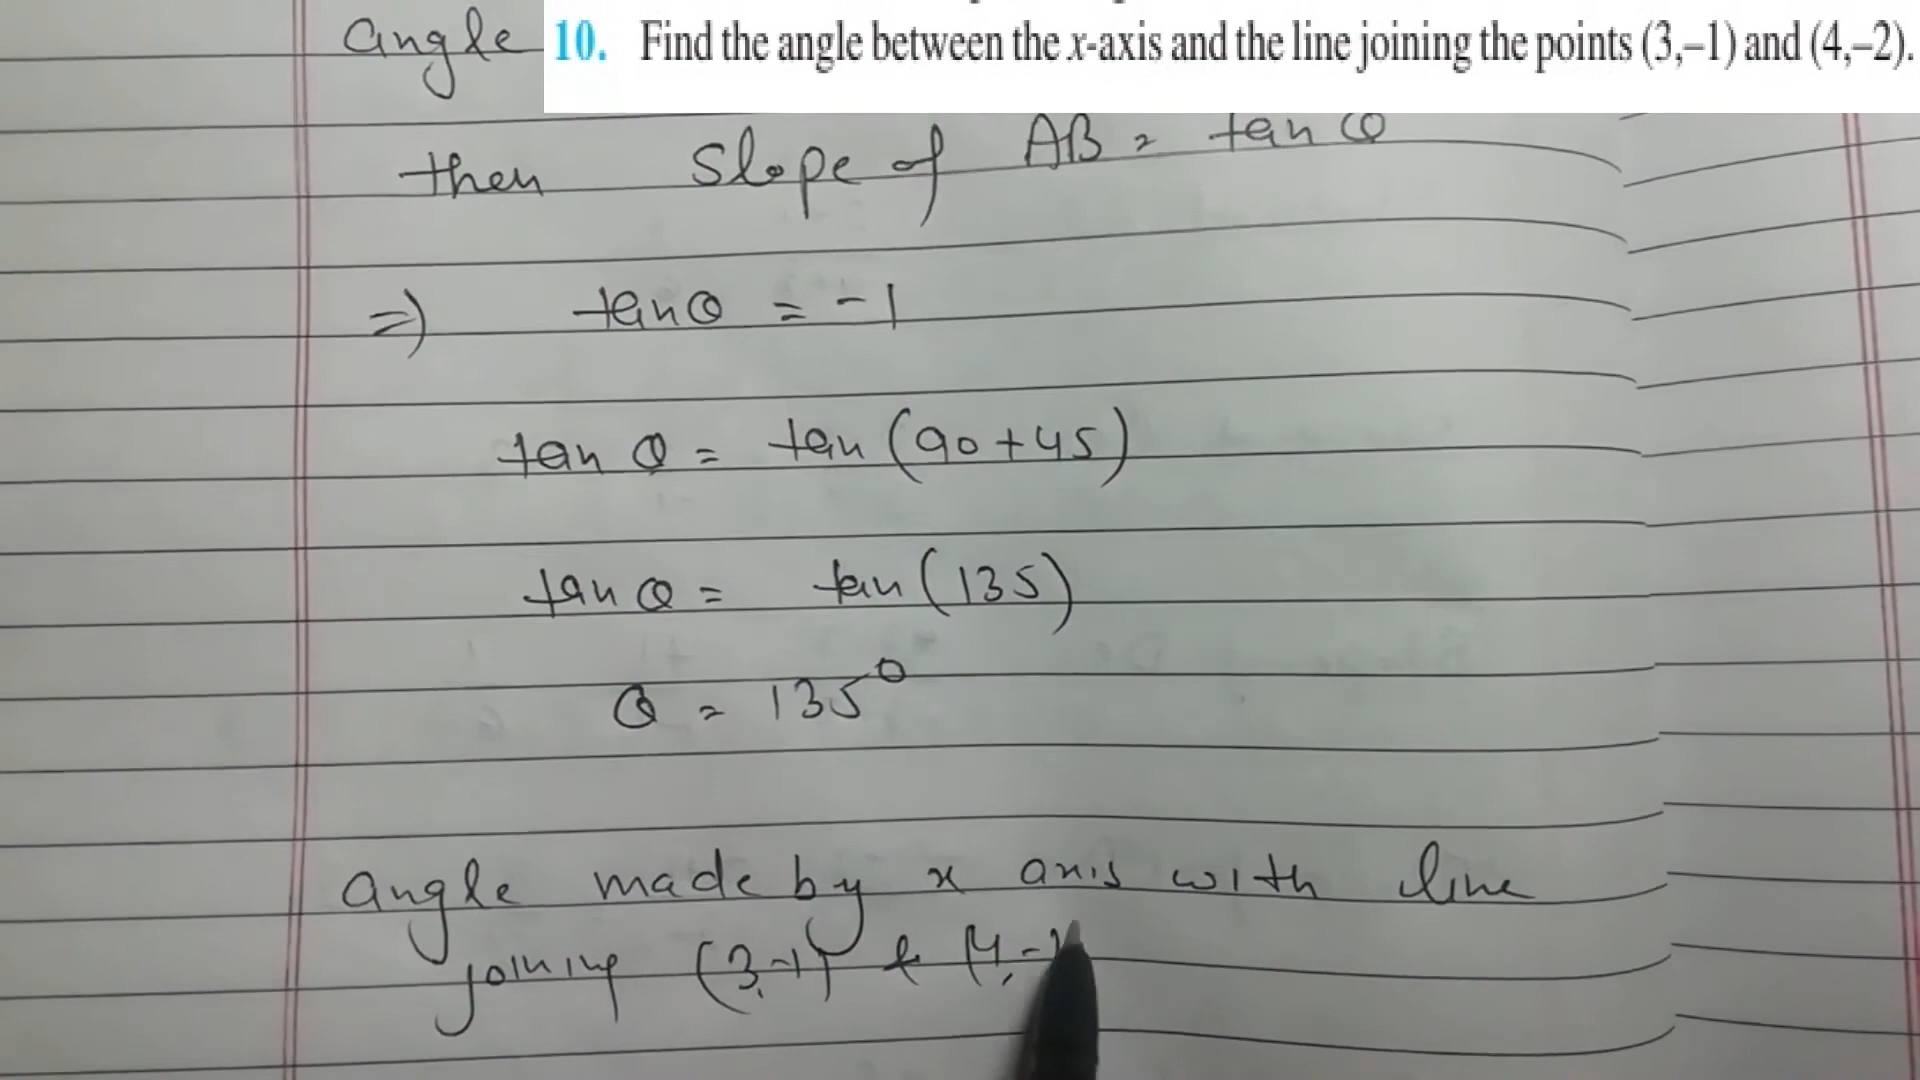 10. Find the angle between the x-axis and the line joining the points (3,–1) and (4,–2).
angle
then slope of AB = tan θ
⇒) tan θ = -1
tan θ = tan (90+45)
tan θ = tan (135)
θ = 135°
angle made by x axis with line
joining (3,-1) & (4,-